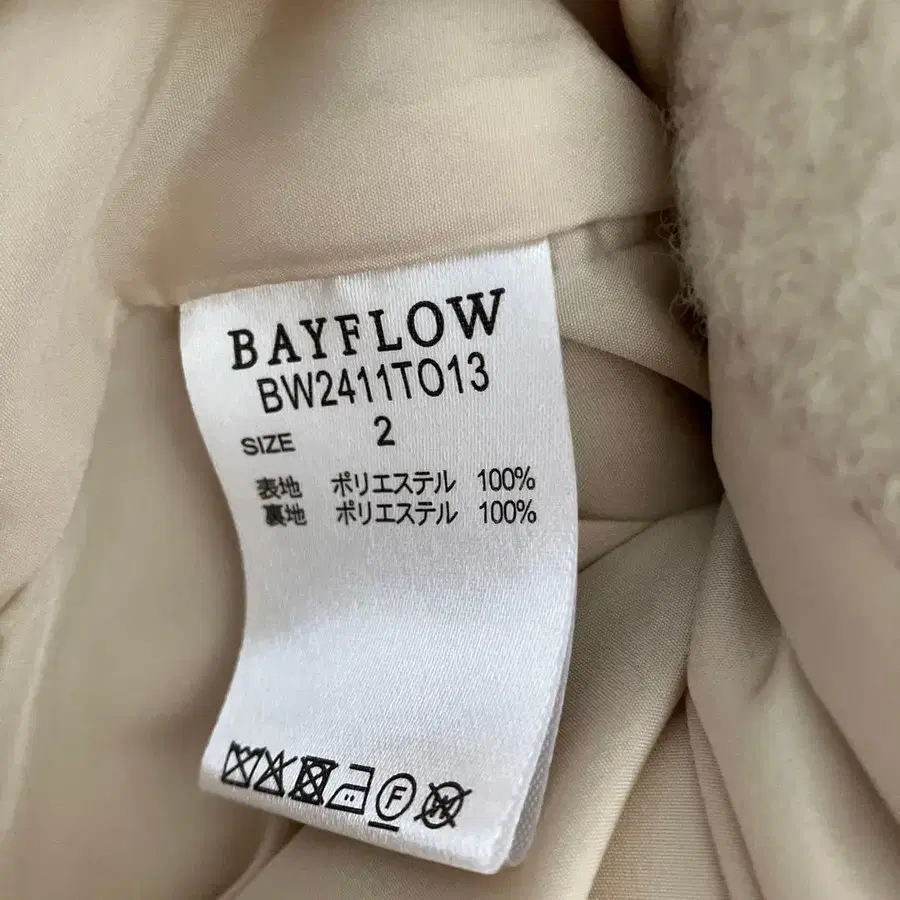 BAYFLOW
BW2411TO13
SIZE 2
表地 ポリエステル 100%
裏地 ポリエステル 100%
F
W